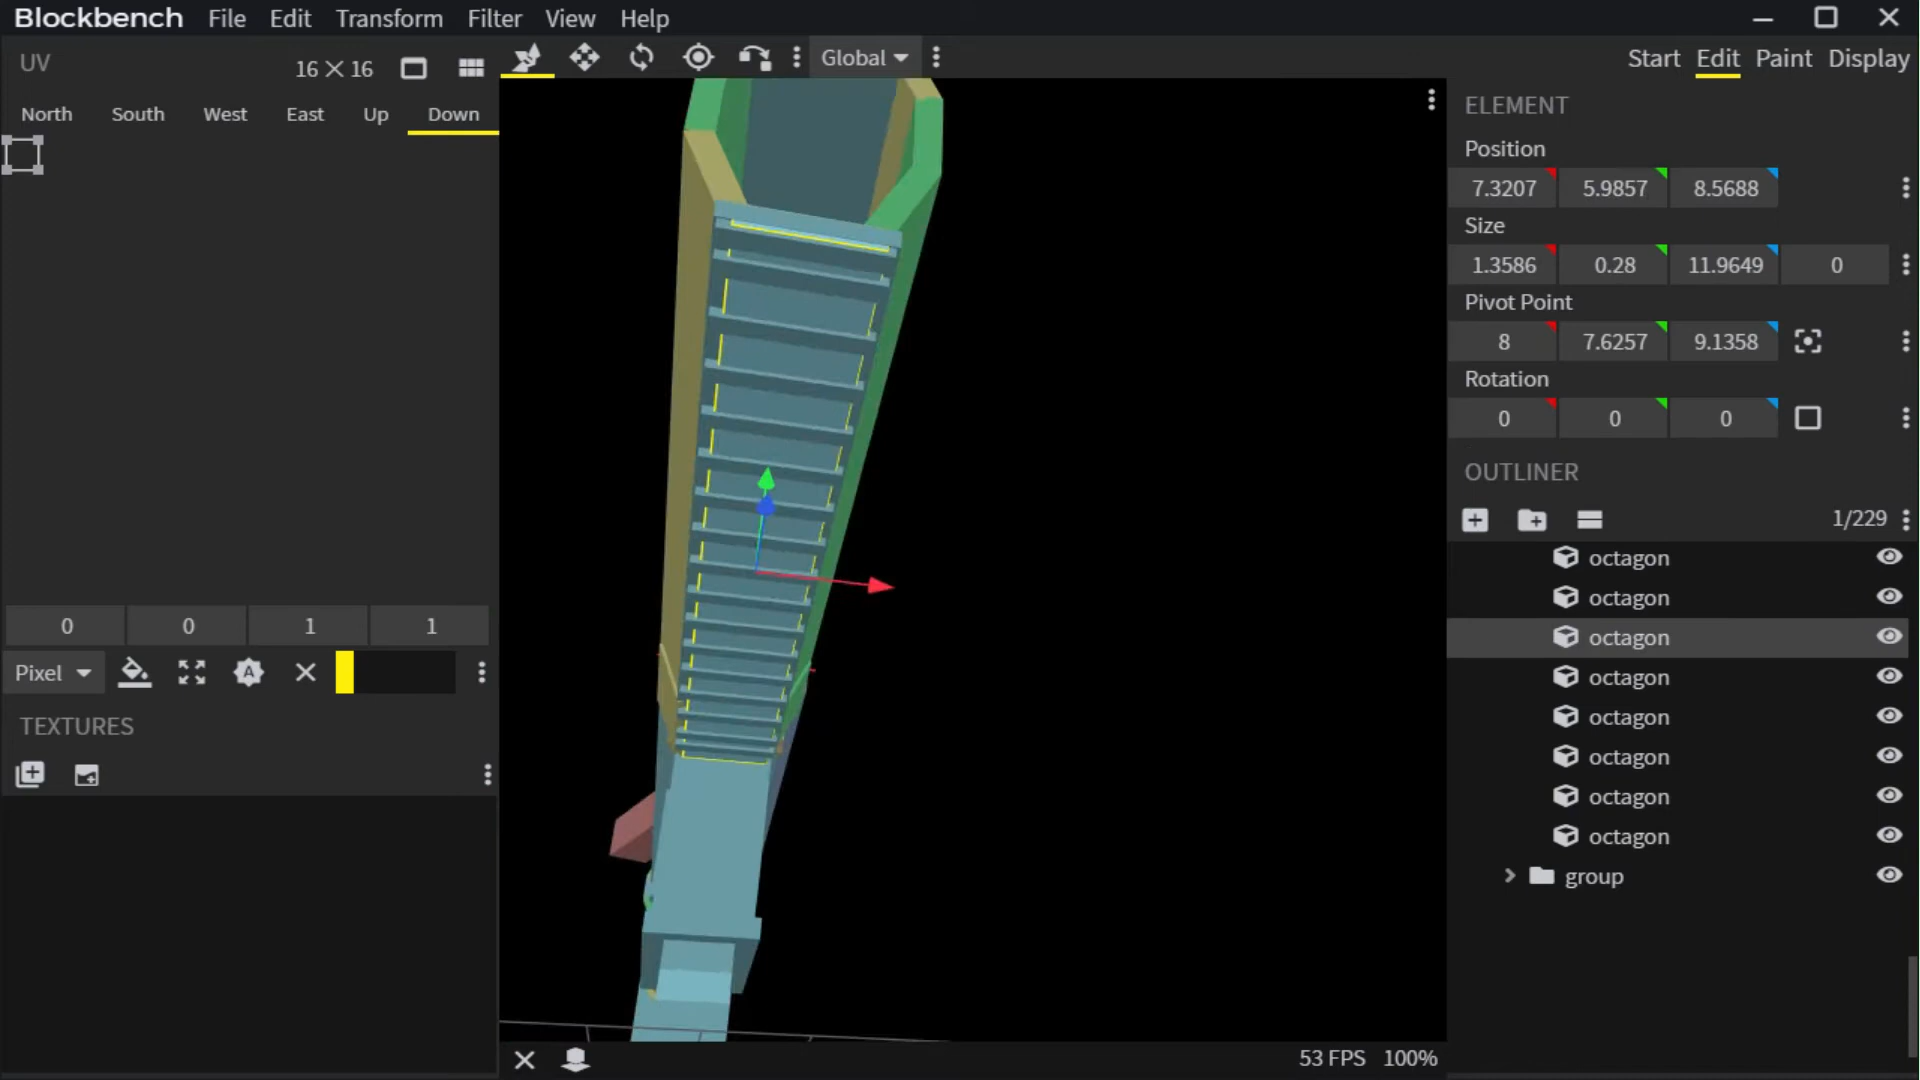 Blockbench File Edit Transform Filter View Help
UV
16 × 16
Global
Start Edit Paint Display
North South West East Up Down
ELEMENT
Position
7.3207 5.9857 8.5688
Size
1.3586 0.28 11.9649 0
Pivot Point
8 7.6257 9.1358
Rotation
0 0 0
OUTLINER
1/229
octagon
octagon
octagon
octagon
octagon
octagon
octagon
octagon
group
0 0 1 1
Pixel
A
TEXTURES
53 FPS 100%